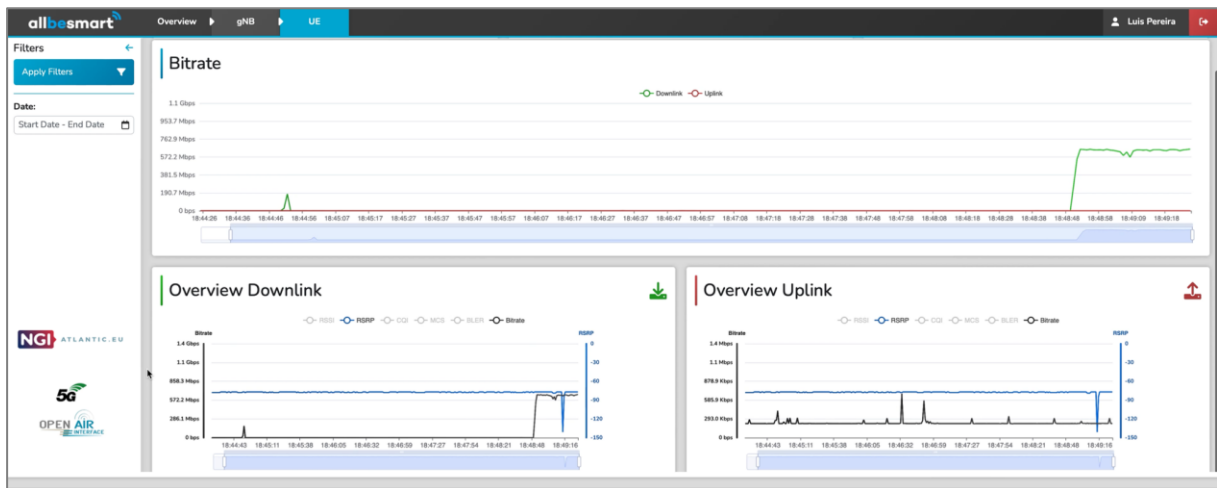 allbesmart
Overview
gNB
UE
Luis Pereira
Filters
Apply Filters
Date:
Start Date - End Date
NGI ATLANTIC.EU
5G
OPEN AIR
INTERFACE
Bitrate
Downlink Uplink
1.1 Gbps
953.7 Mbps
762.9 Mbps
572.2 Mbps
381.5 Mbps
190.7 Mbps
0 bps
18:44:26 18:44:36 18:44:46 18:44:56 18:45:07 18:45:17 18:45:27 18:45:37 18:45:47 18:45:57 18:46:07 18:46:17 18:46:27 18:46:37 18:46:47 18:46:57 18:47:08 18:47:18 18:47:28 18:47:38 18:47:48 18:47:58 18:48:08 18:48:18 18:48:28 18:48:38 18:48:48 18:48:58 18:49:09 18:49:18
Overview Downlink
RSSI RSRP CQI MCS BLER Bitrate
Bitrate
RSRP
1.4 Gbps
1.1 Gbps
858.3 Mbps
572.2 Mbps
286.1 Mbps
0 bps
0
-30
-60
-90
-120
-150
18:44:43 18:45:11 18:45:38 18:46:05 18:46:32 18:46:59 18:47:27 18:47:54 18:48:21 18:48:48 18:49:16
Overview Uplink
RSSI RSRP CQI MCS BLER Bitrate
Bitrate
RSRP
1.4 Mbps
1.1 Mbps
878.9 Kbps
585.9 Kbps
293.0 Kbps
0 bps
0
-30
-60
-90
-120
-150
18:44:43 18:45:11 18:45:38 18:46:05 18:46:32 18:46:59 18:47:27 18:47:54 18:48:21 18:48:48 18:49:16